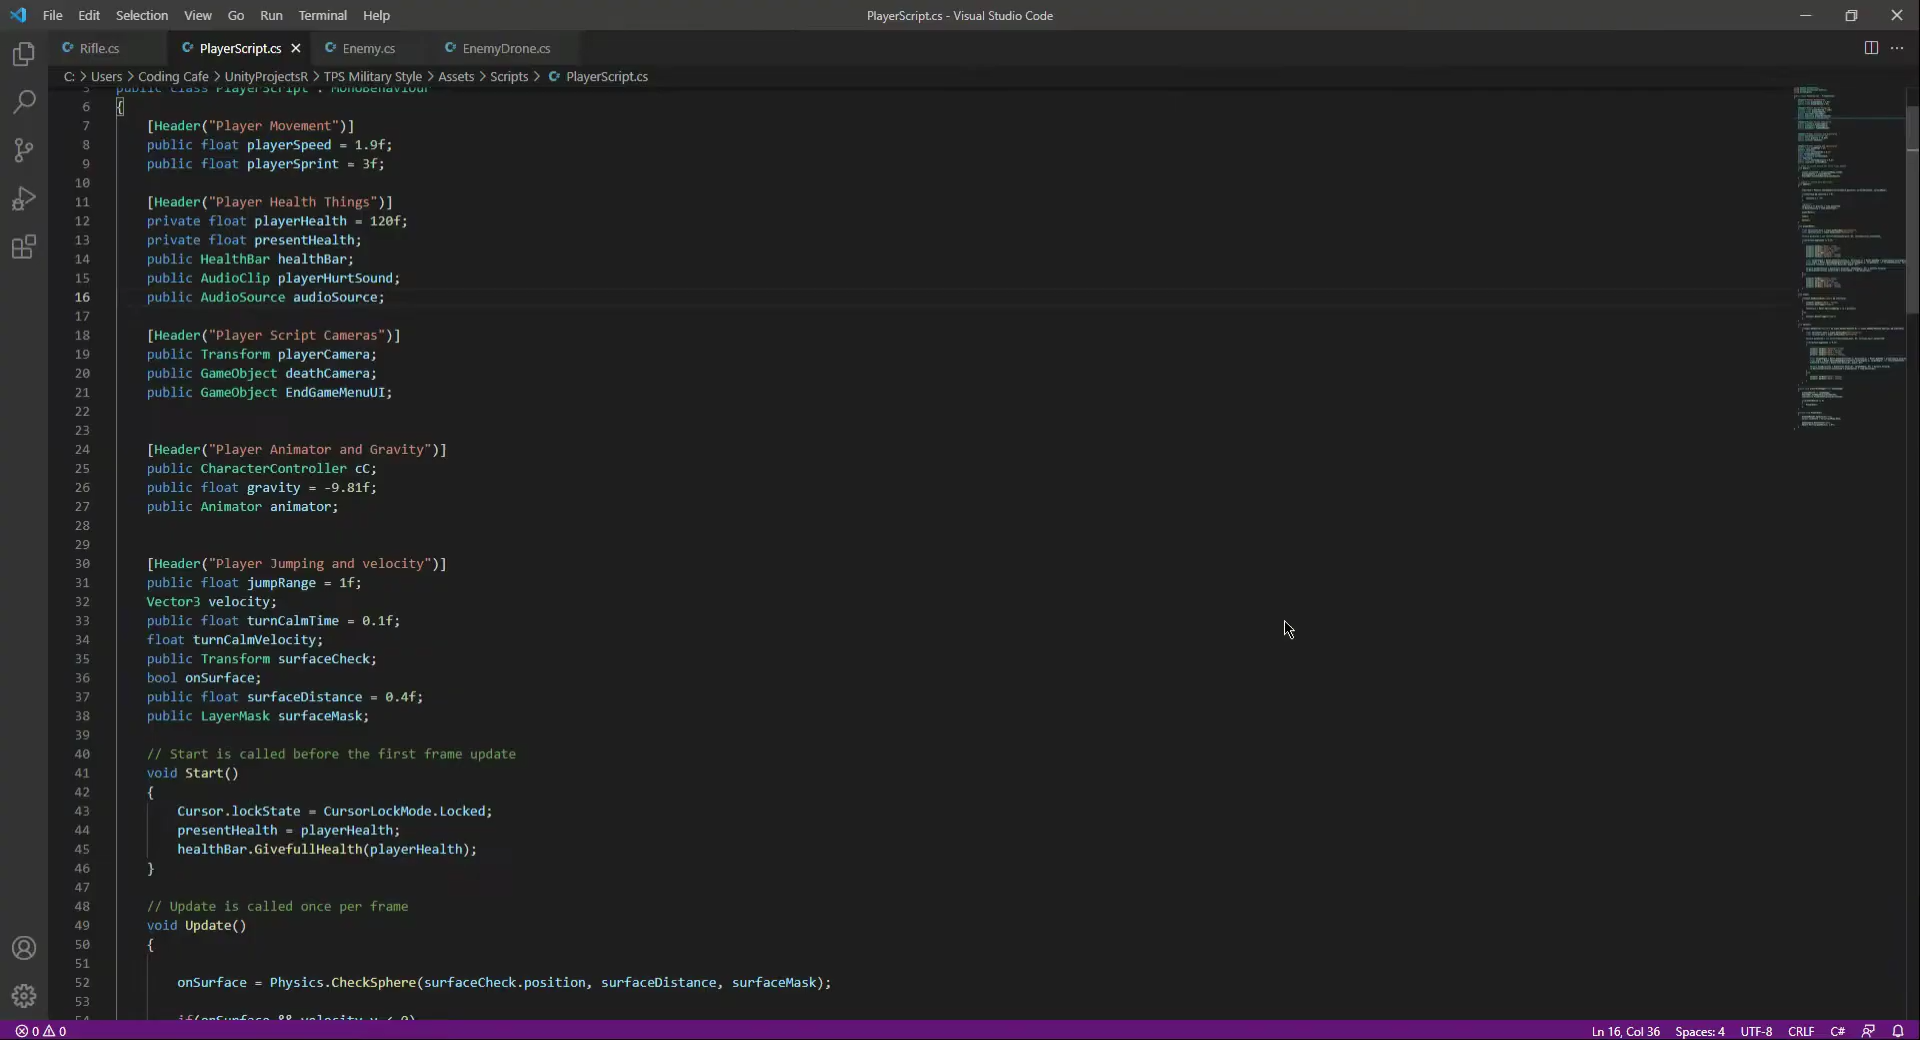 File Edit Selection View Go Run Terminal Help
PlayerScript.cs - Visual Studio Code
Rifle.cs PlayerScript.cs Enemy.cs EnemyDrone.cs
C: > Users > Coding Cafe > UnityProjectsR > TPS Military Style > Assets > Scripts > PlayerScript.cs
5 public class PlayerScript : MonoBehaviour
6 {
7 [Header("Player Movement")]
8 public float playerSpeed = 1.9f;
9 public float playerSprint = 3f;
10
11 [Header("Player Health Things")]
12 private float playerHealth = 120f;
13 private float presentHealth;
14 public HealthBar healthBar;
15 public AudioClip playerHurtSound;
16 public AudioSource audioSource;
17
18 [Header("Player Script Cameras")]
19 public Transform playerCamera;
20 public GameObject deathCamera;
21 public GameObject EndGameMenuUI;
22
23
24 [Header("Player Animator and Gravity")]
25 public CharacterController cC;
26 public float gravity = -9.81f;
27 public Animator animator;
28
29
30 [Header("Player Jumping and velocity")]
31 public float jumpRange = 1f;
32 Vector3 velocity;
33 public float turnCalmTime = 0.1f;
34 float turnCalmVelocity;
35 public Transform surfaceCheck;
36 bool onSurface;
37 public float surfaceDistance = 0.4f;
38 public LayerMask surfaceMask;
39
40 // Start is called before the first frame update
41 void Start()
42 {
43 Cursor.lockState = CursorLockMode.Locked;
44 presentHealth = playerHealth;
45 healthBar.GivefullHealth(playerHealth);
46 }
47
48 // Update is called once per frame
49 void Update()
50 {
51
52 onSurface = Physics.CheckSphere(surfaceCheck.position, surfaceDistance, surfaceMask);
53
54 if(onSurface && velocity.y < 0)
0 0
Ln 16, Col 36 Spaces: 4 UTF-8 CRLF C#